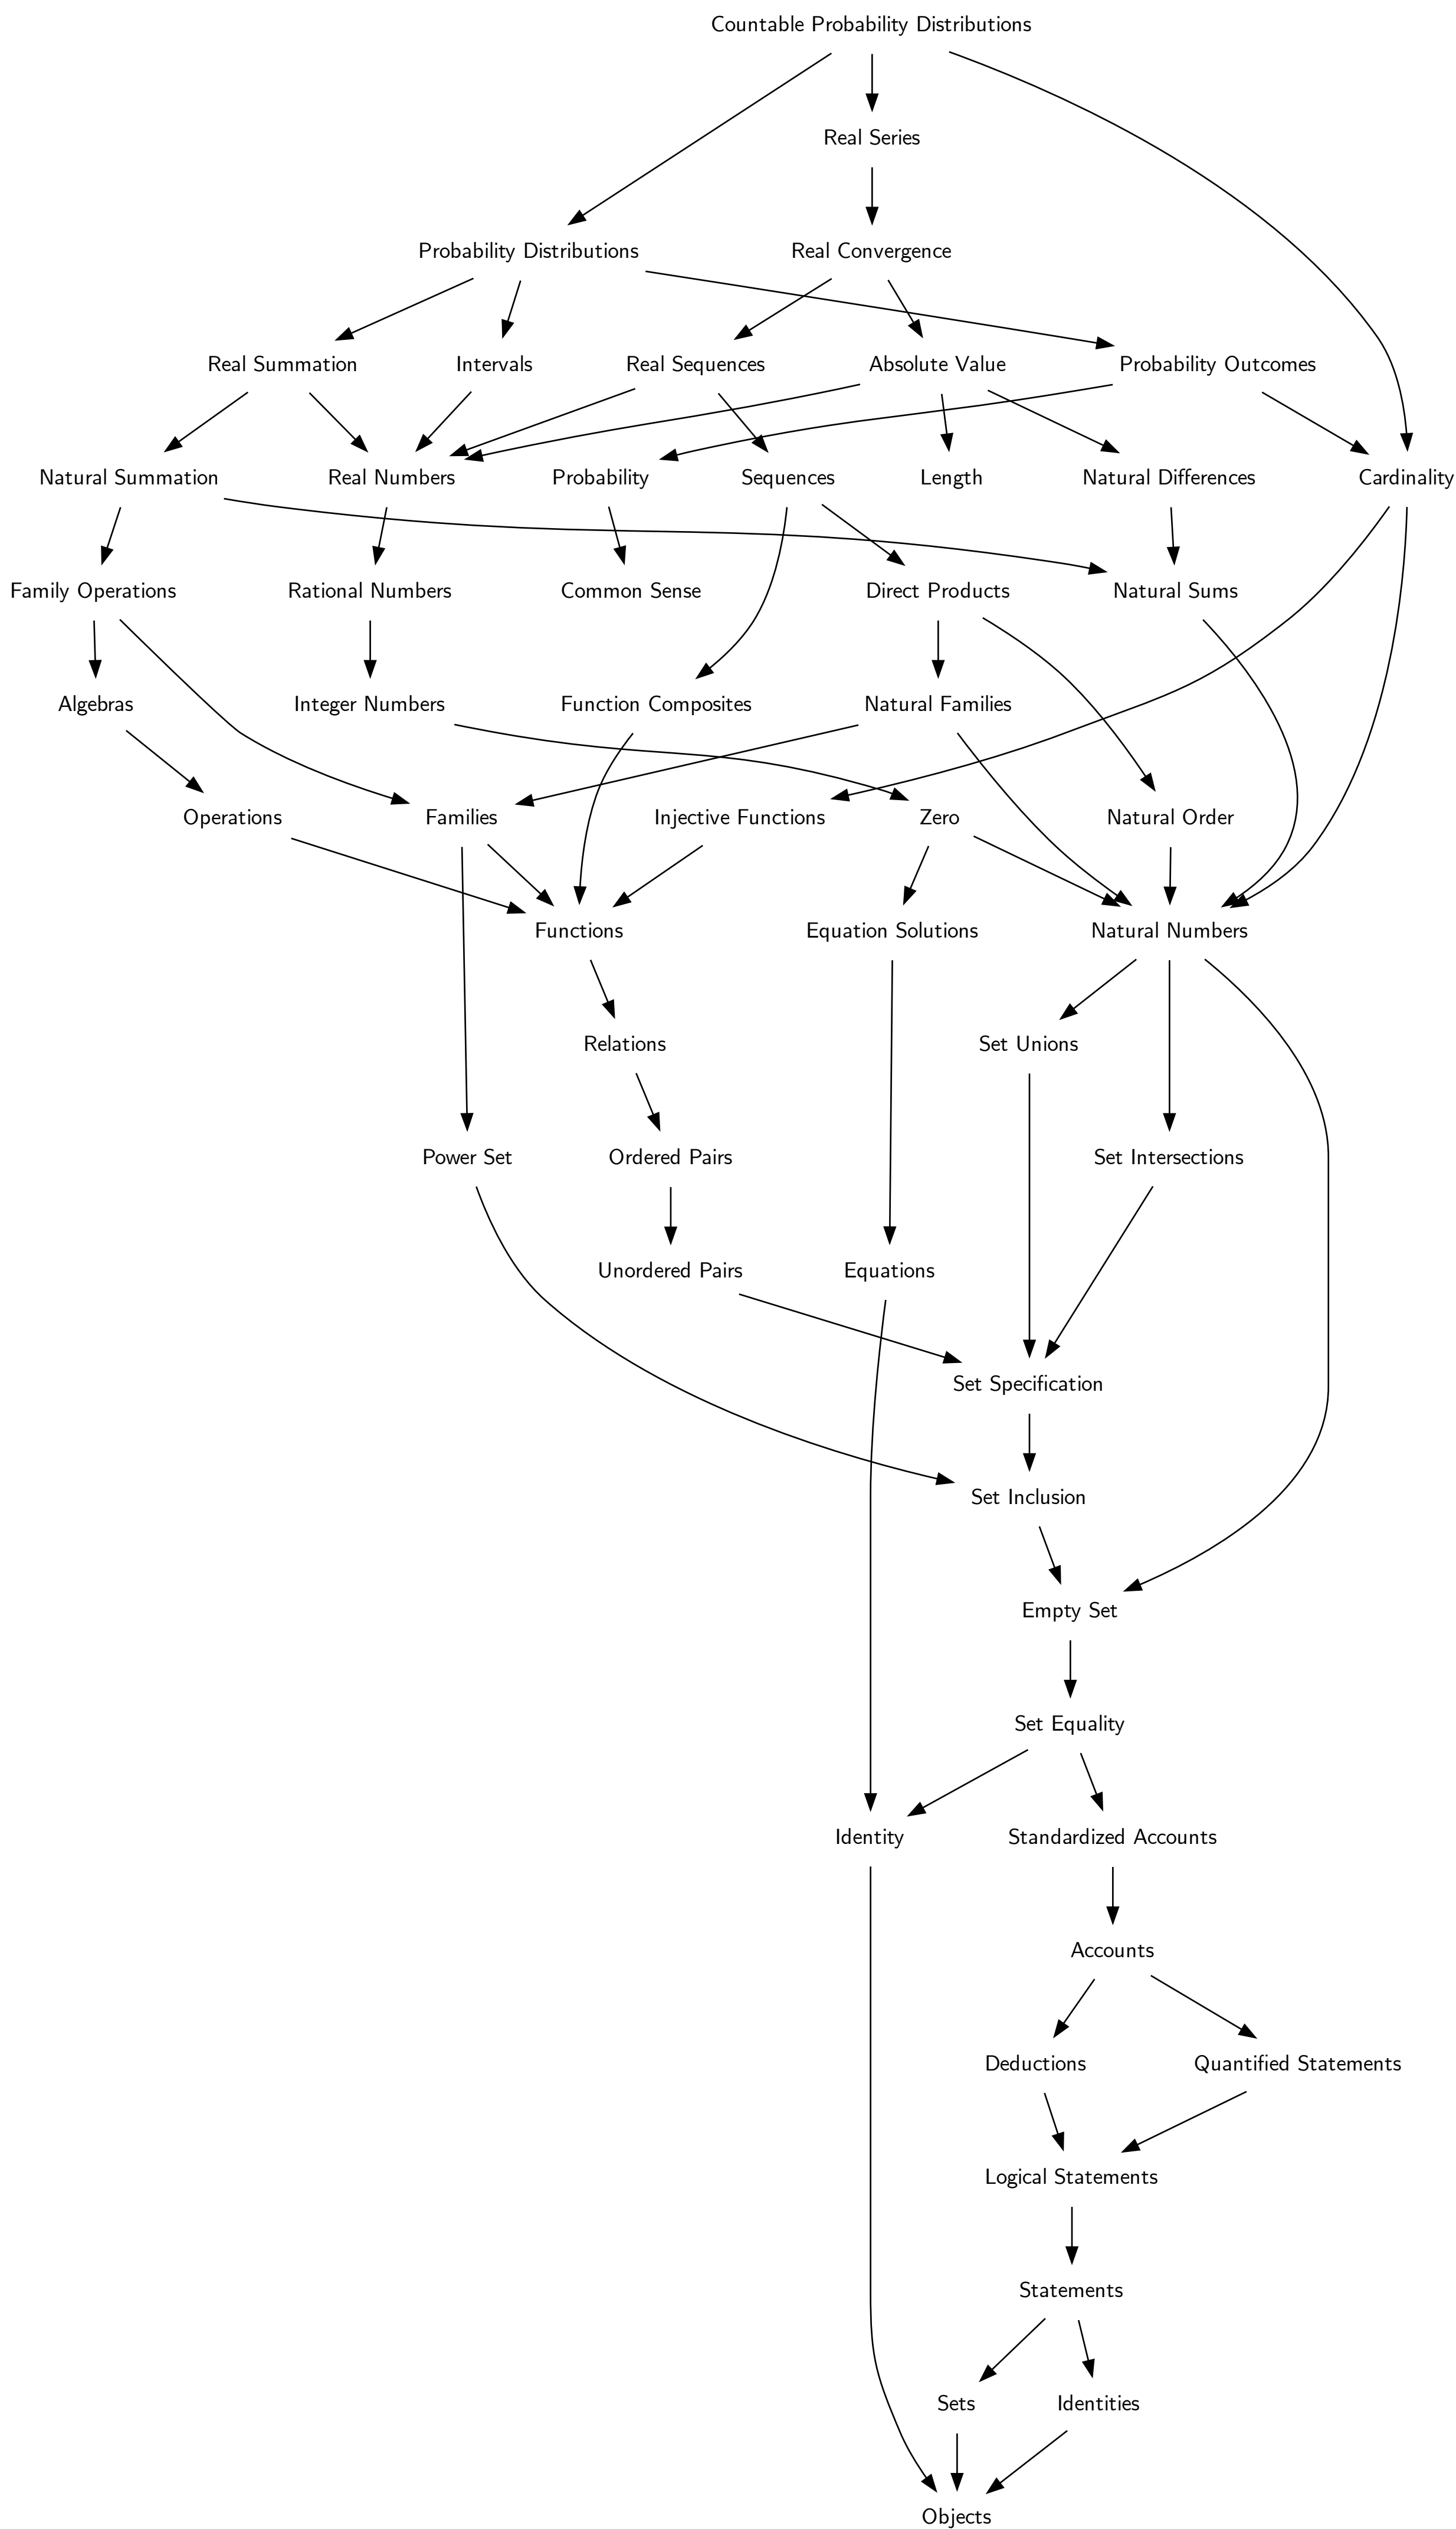 Countable Probability Distributions
Real Series
Probability Distributions
Real Convergence
Real Summation
Intervals
Real Sequences
Absolute Value
Probability Outcomes
Natural Summation
Real Numbers
Probability
Sequences
Length
Natural Differences
Cardinality
Family Operations
Rational Numbers
Common Sense
Direct Products
Natural Sums
Algebras
Integer Numbers
Function Composites
Natural Families
Operations
Families
Injective Functions
Zero
Natural Order
Functions
Equation Solutions
Natural Numbers
Relations
Set Unions
Power Set
Ordered Pairs
Set Intersections
Unordered Pairs
Equations
Set Specification
Set Inclusion
Empty Set
Set Equality
Identity
Standardized Accounts
Accounts
Deductions
Quantified Statements
Logical Statements
Statements
Sets
Identities
Objects